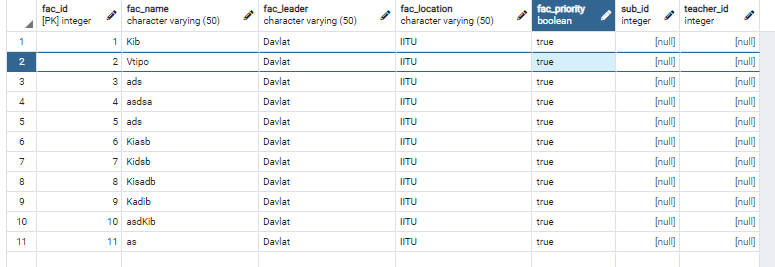 fac_id fac_name fac_leader fac_location fac_priority sub_id teacher_id
[PK] integer character varying (50) character varying (50) character varying (50) boolean integer integer
1 1 Kib Davlat IITU true [null] [null]
2 2 Vtipo Davlat IITU true [null] [null]
3 3 ads Davlat IITU true [null] [null]
4 4 asdsa Davlat IITU true [null] [null]
5 5 ads Davlat IITU true [null] [null]
6 6 Kiasb Davlat IITU true [null] [null]
7 7 Kidsb Davlat IITU true [null] [null]
8 8 Kisadb Davlat IITU true [null] [null]
9 9 Kadib Davlat IITU true [null] [null]
10 10 asdKib Davlat IITU true [null] [null]
11 11 as Davlat IITU true [null] [null]